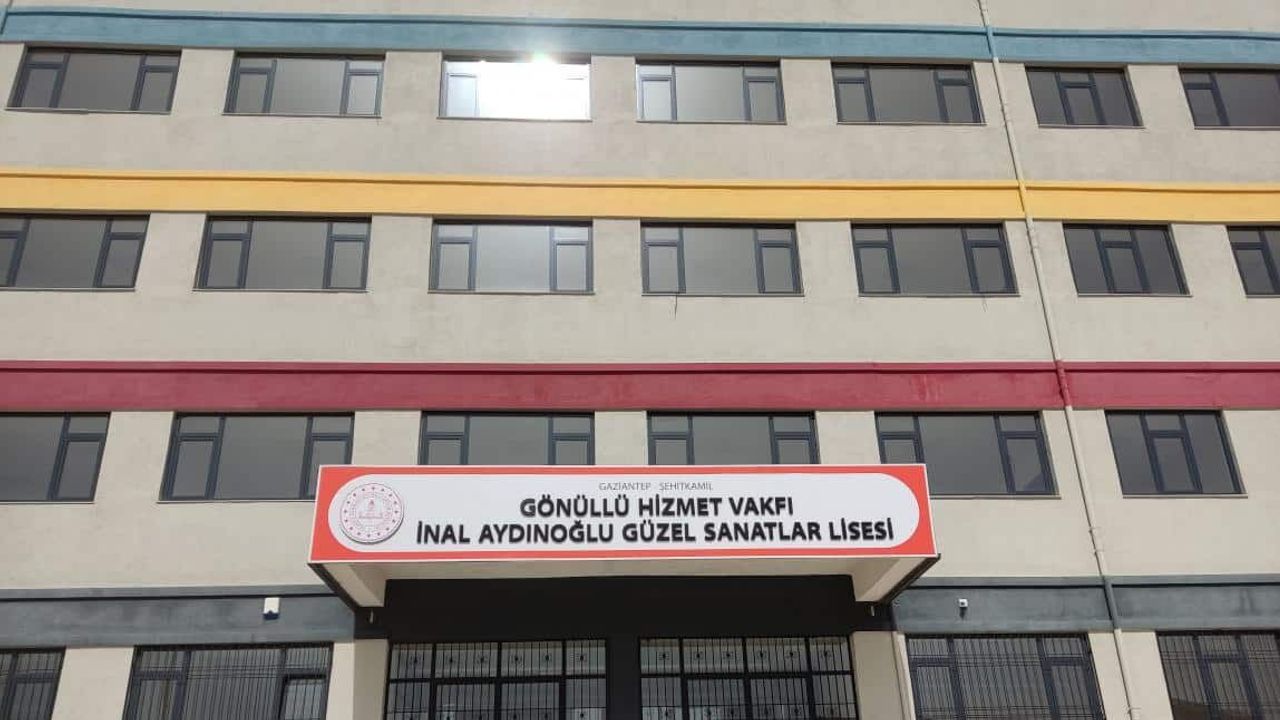 GAZİANTEP ŞEHİTKAMİL
GÖNÜLLÜ HİZMET VAKFI
İNAL AYDINOĞLU GÜZEL SANATLAR LİSESİ